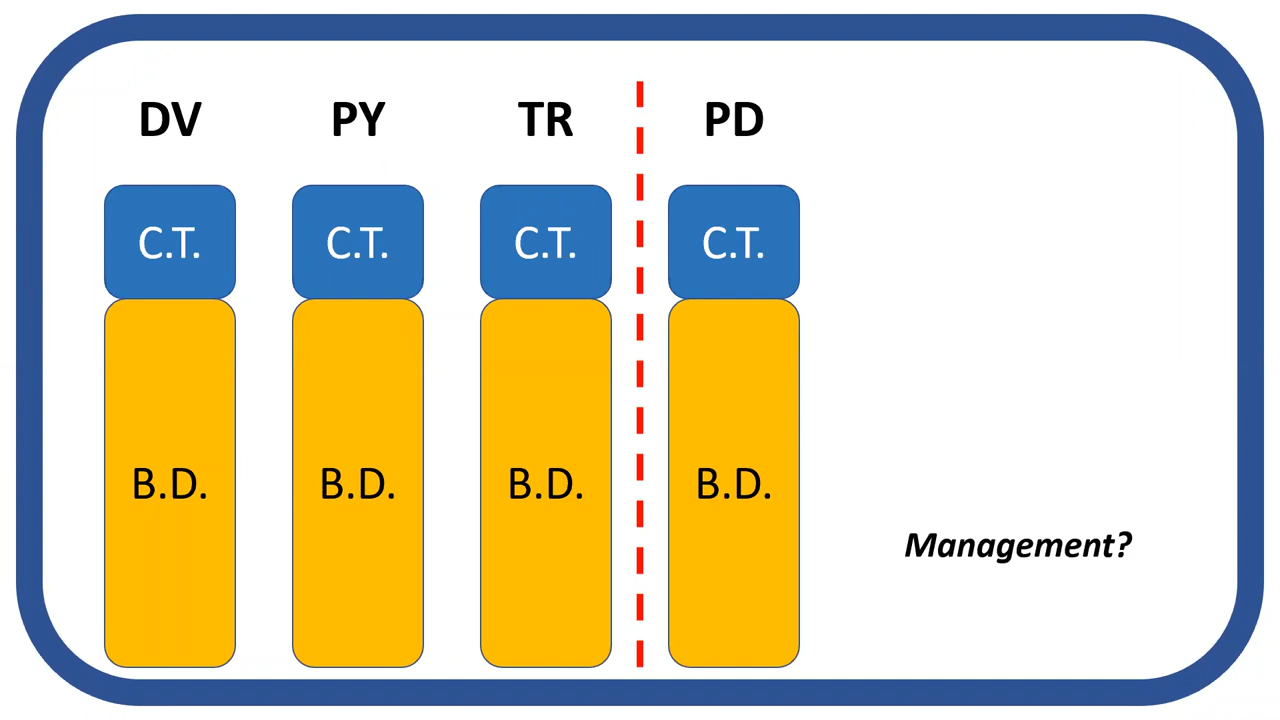 DV PY TR PD
C.T. C.T. C.T. C.T.
B.D. B.D. B.D. B.D.
Management?